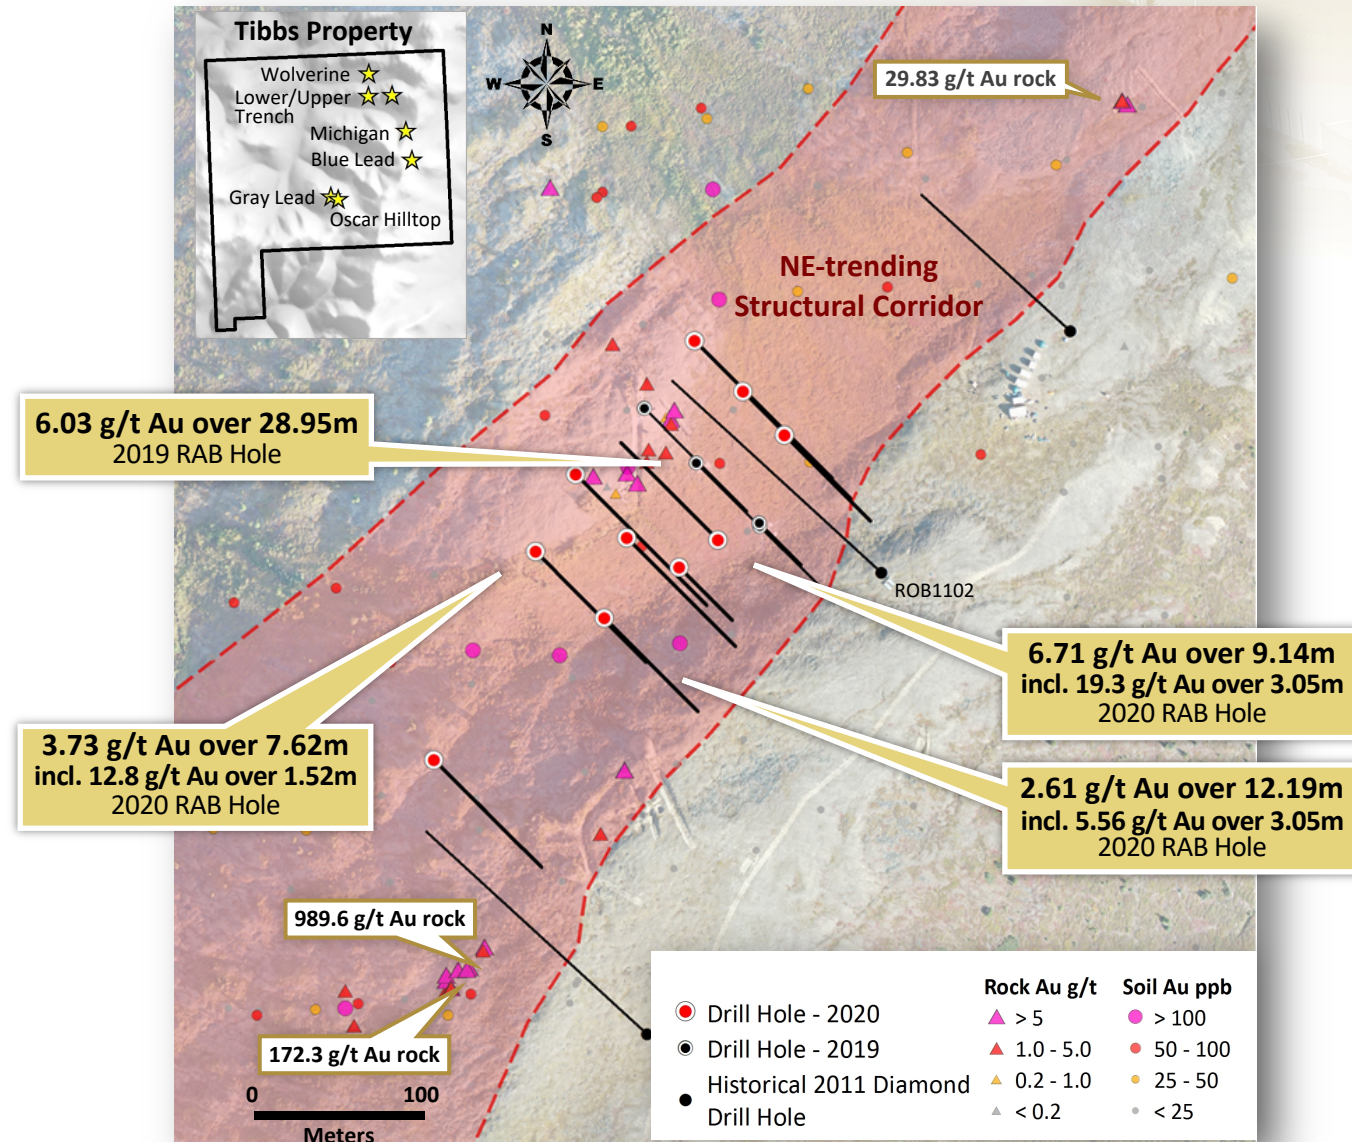 Tibbs Property
Wolverine
Lower/Upper
Trench
Michigan
Blue Lead
Gray Lead
Oscar Hilltop
N
W
E
S
29.83 g/t Au rock
NE-trending
Structural Corridor
6.03 g/t Au over 28.95m
2019 RAB Hole
ROB1102
6.71 g/t Au over 9.14m
incl. 19.3 g/t Au over 3.05m
2020 RAB Hole
3.73 g/t Au over 7.62m
incl. 12.8 g/t Au over 1.52m
2020 RAB Hole
2.61 g/t Au over 12.19m
incl. 5.56 g/t Au over 3.05m
2020 RAB Hole
989.6 g/t Au rock
172.3 g/t Au rock
0 100
Meters
Drill Hole - 2020
Drill Hole - 2019
Historical 2011 Diamond
Drill Hole
Rock Au g/t
> 5
1.0 - 5.0
0.2 - 1.0
< 0.2
Soil Au ppb
> 100
50 - 100
25 - 50
< 25